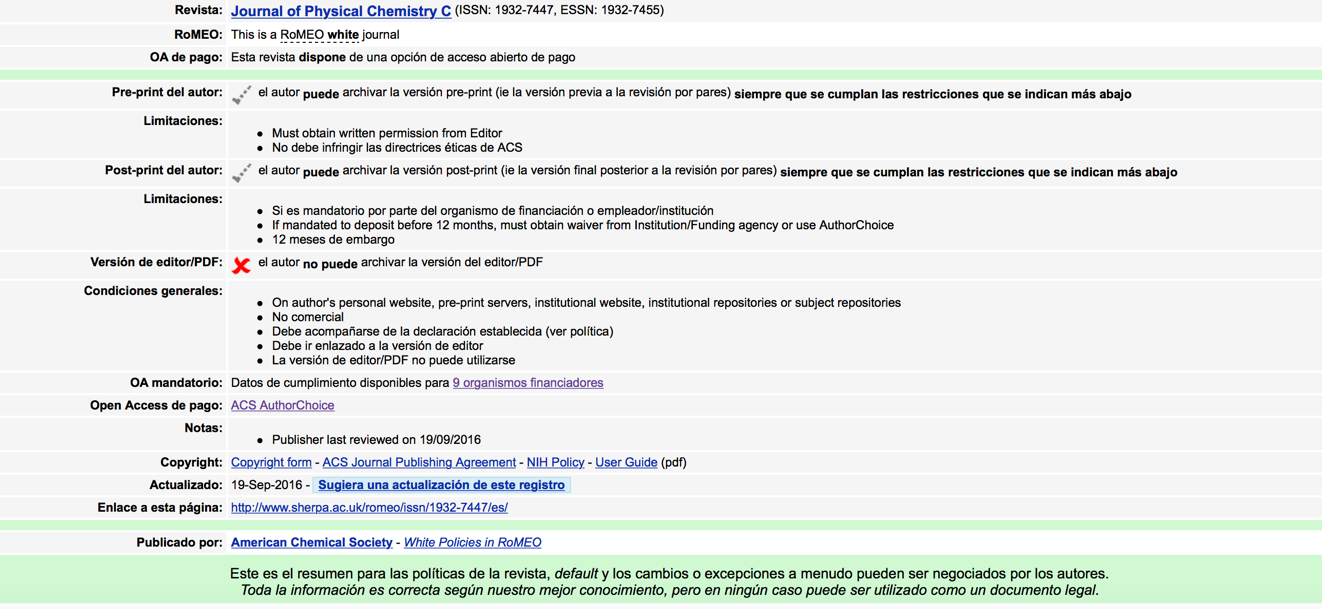 Revista: Journal of Physical Chemistry C (ISSN: 1932-7447, ESSN: 1932-7455)
RoMEO: This is a RoMEO white journal
OA de pago: Esta revista dispone de una opción de acceso abierto de pago
Pre-print del autor: el autor puede archivar la versión pre-print (ie la versión previa a la revisión por pares) siempre que se cumplan las restricciones que se indican más abajo
Limitaciones:
• Must obtain written permission from Editor
• No debe infringir las directrices éticas de ACS
Post-print del autor: el autor puede archivar la versión post-print (ie la versión final posterior a la revisión por pares) siempre que se cumplan las restricciones que se indican más abajo
Limitaciones:
• Si es mandatorio por parte del organismo de financiación o empleador/institución
• If mandated to deposit before 12 months, must obtain waiver from Institution/Funding agency or use AuthorChoice
• 12 meses de embargo
Versión de editor/PDF: el autor no puede archivar la versión del editor/PDF
Condiciones generales:
• On author's personal website, pre-print servers, institutional website, institutional repositories or subject repositories
• No comercial
• Debe acompañarse de la declaración establecida (ver política)
• Debe ir enlazado a la versión de editor
• La versión de editor/PDF no puede utilizarse
OA mandatorio: Datos de cumplimiento disponibles para 9 organismos financiadores
Open Access de pago: ACS AuthorChoice
Notas:
• Publisher last reviewed on 19/09/2016
Copyright: Copyright form - ACS Journal Publishing Agreement - NIH Policy - User Guide (pdf)
Actualizado: 19-Sep-2016 - Sugiera una actualización de este registro
Enlace a esta página: http://www.sherpa.ac.uk/romeo/issn/1932-7447/es/
Publicado por: American Chemical Society - White Policies in RoMEO
Este es el resumen para las políticas de la revista, default y los cambios o excepciones a menudo pueden ser negociados por los autores.
Toda la información es correcta según nuestro mejor conocimiento, pero en ningún caso puede ser utilizado como un documento legal.